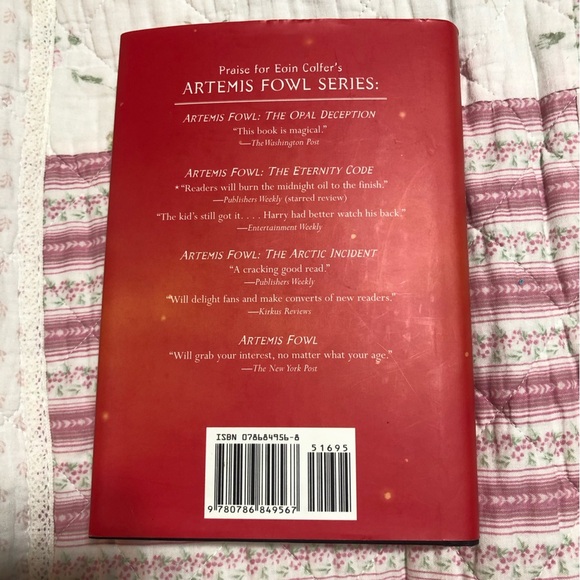 Praise for Eoin Colfer's
ARTEMIS FOWL SERIES:
ARTEMIS FOWL: THE OPAL DECEPTION
"This book is magical."
—The Washington Post
ARTEMIS FOWL: THE ETERNITY CODE
* "Readers will burn the midnight oil to the finish."
—Publishers Weekly (starred review)
"The kid's still got it. . . . Harry had better watch his back."
—Entertainment Weekly
ARTEMIS FOWL: THE ARCTIC INCIDENT
"A cracking good read."
—Publishers Weekly
"Will delight fans and make converts of new readers."
—Kirkus Reviews
ARTEMIS FOWL
"Will grab your interest, no matter what your age."
—The New York Post
ISBN 078684956-8
51695
9 780786 849567